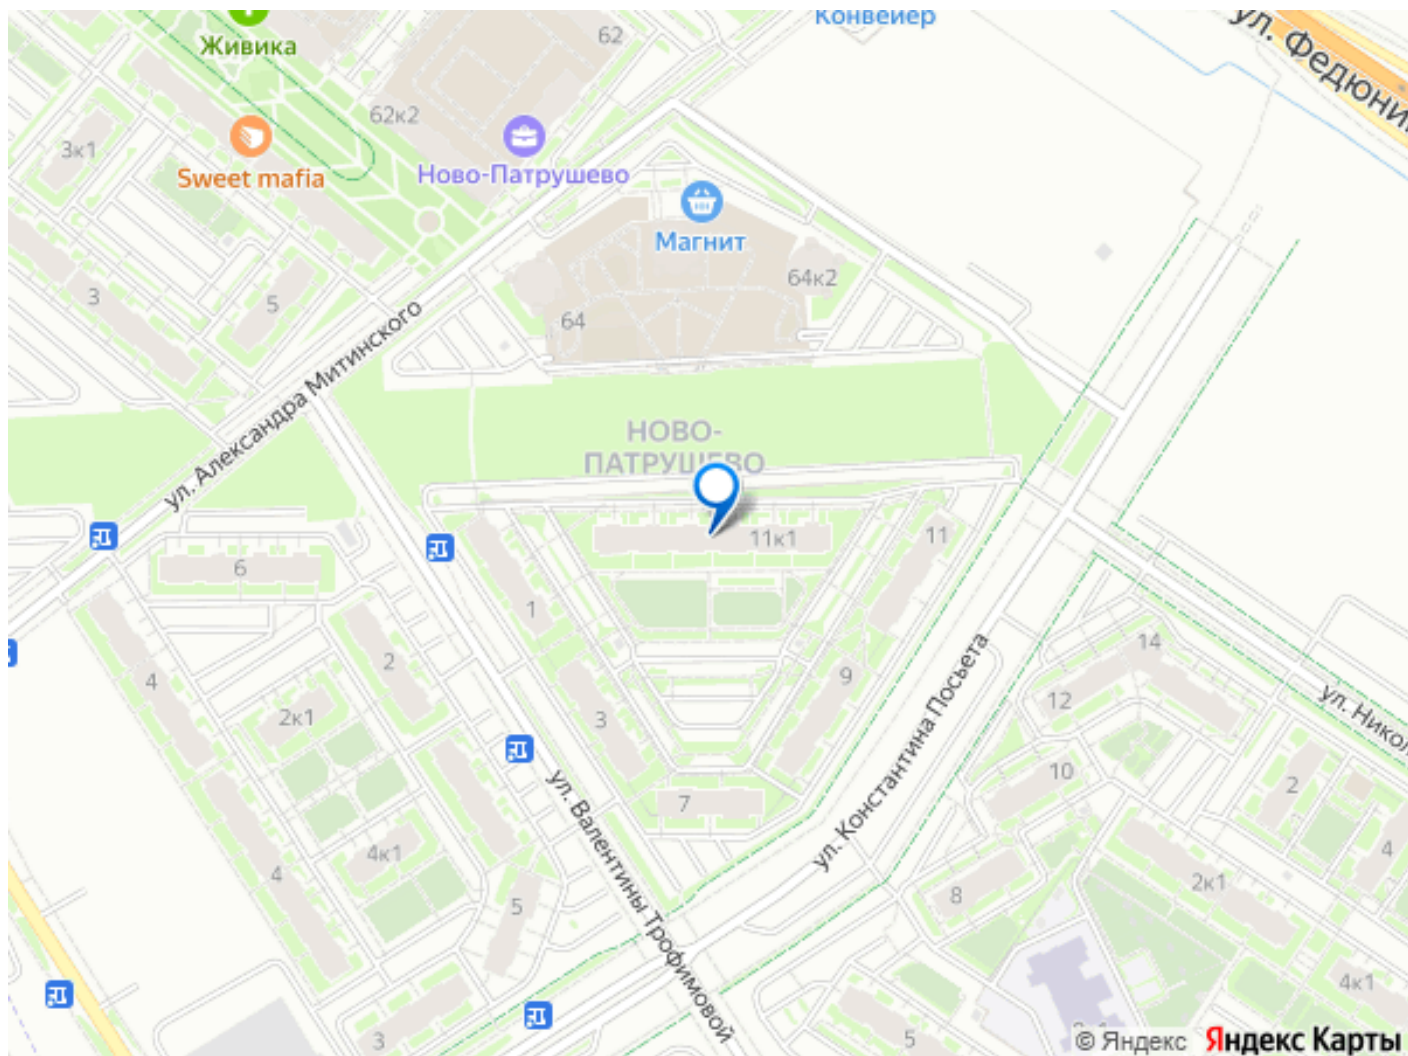 Конвейер
ул. Федюни
Живика
62
62к2
3к1
Sweet mafia
Ново-Патрушево
Магнит
64к2
3
5
64
ул. Александра Митинского
НОВО-
ПАТРУШЕВО
11к1
11
6
1
2
4
14
9
12
2к1
3
ул. Никол
ул. Константина Посьета
10
2
7
ул. Валентины Трофимовой
4к1
4
4
2к1
8
5
4к1
3
5
© Яндекс
Яндекс Карты